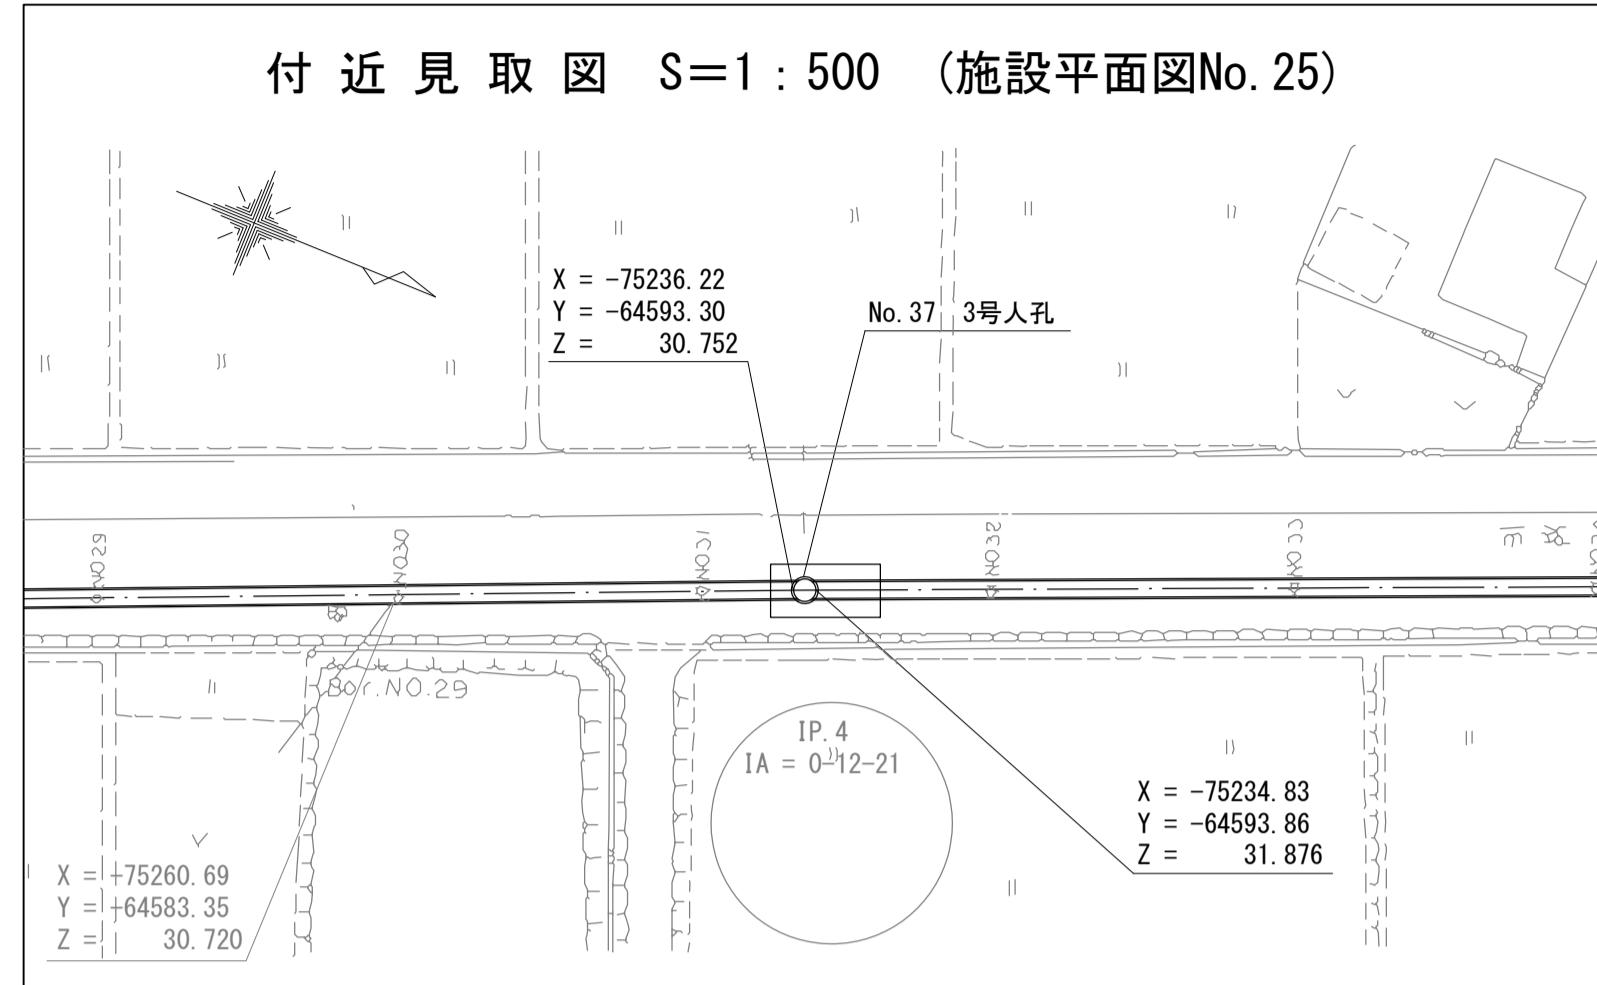 付近見取図 S=1:500 (施設平面図No.25)
X = -75236.22
Y = -64593.30
Z = 30.752
No.37 3号人孔
NO29
NO30
NO31
NO32
NO33
Bor.NO.29
IP.4
IA = 0-12-21
X = -75234.83
Y = -64593.86
Z = 31.876
X = -75260.69
Y = -64583.35
Z = 30.720